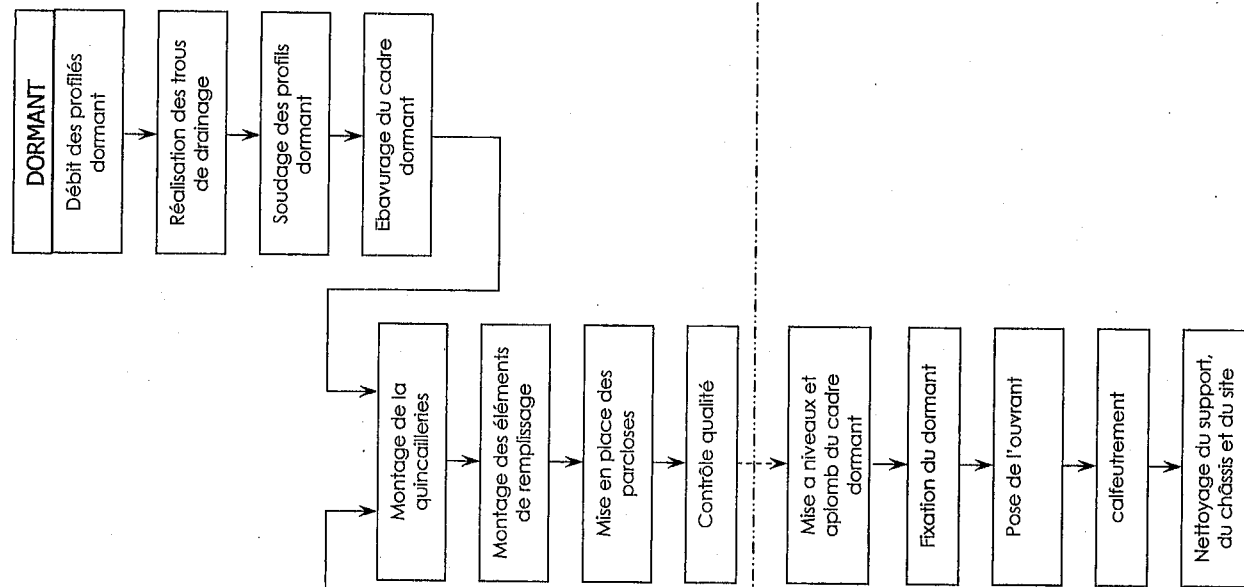 DORMANT
Débit des profilés
dormant
Réalisation des trous
de drainage
Soudage des profils
dormant
Ebavurage du cadre
dormant
Montage de la
quincailleries
Montage des éléments
de remplissage
Mise en place des
parcloses
Contrôle qualité
Mise a niveaux et
aplomb du cadre
dormant
Fixation du dormant
Pose de l'ouvrant
calfeutrement
Nettoyage du support,
du châssis et du site